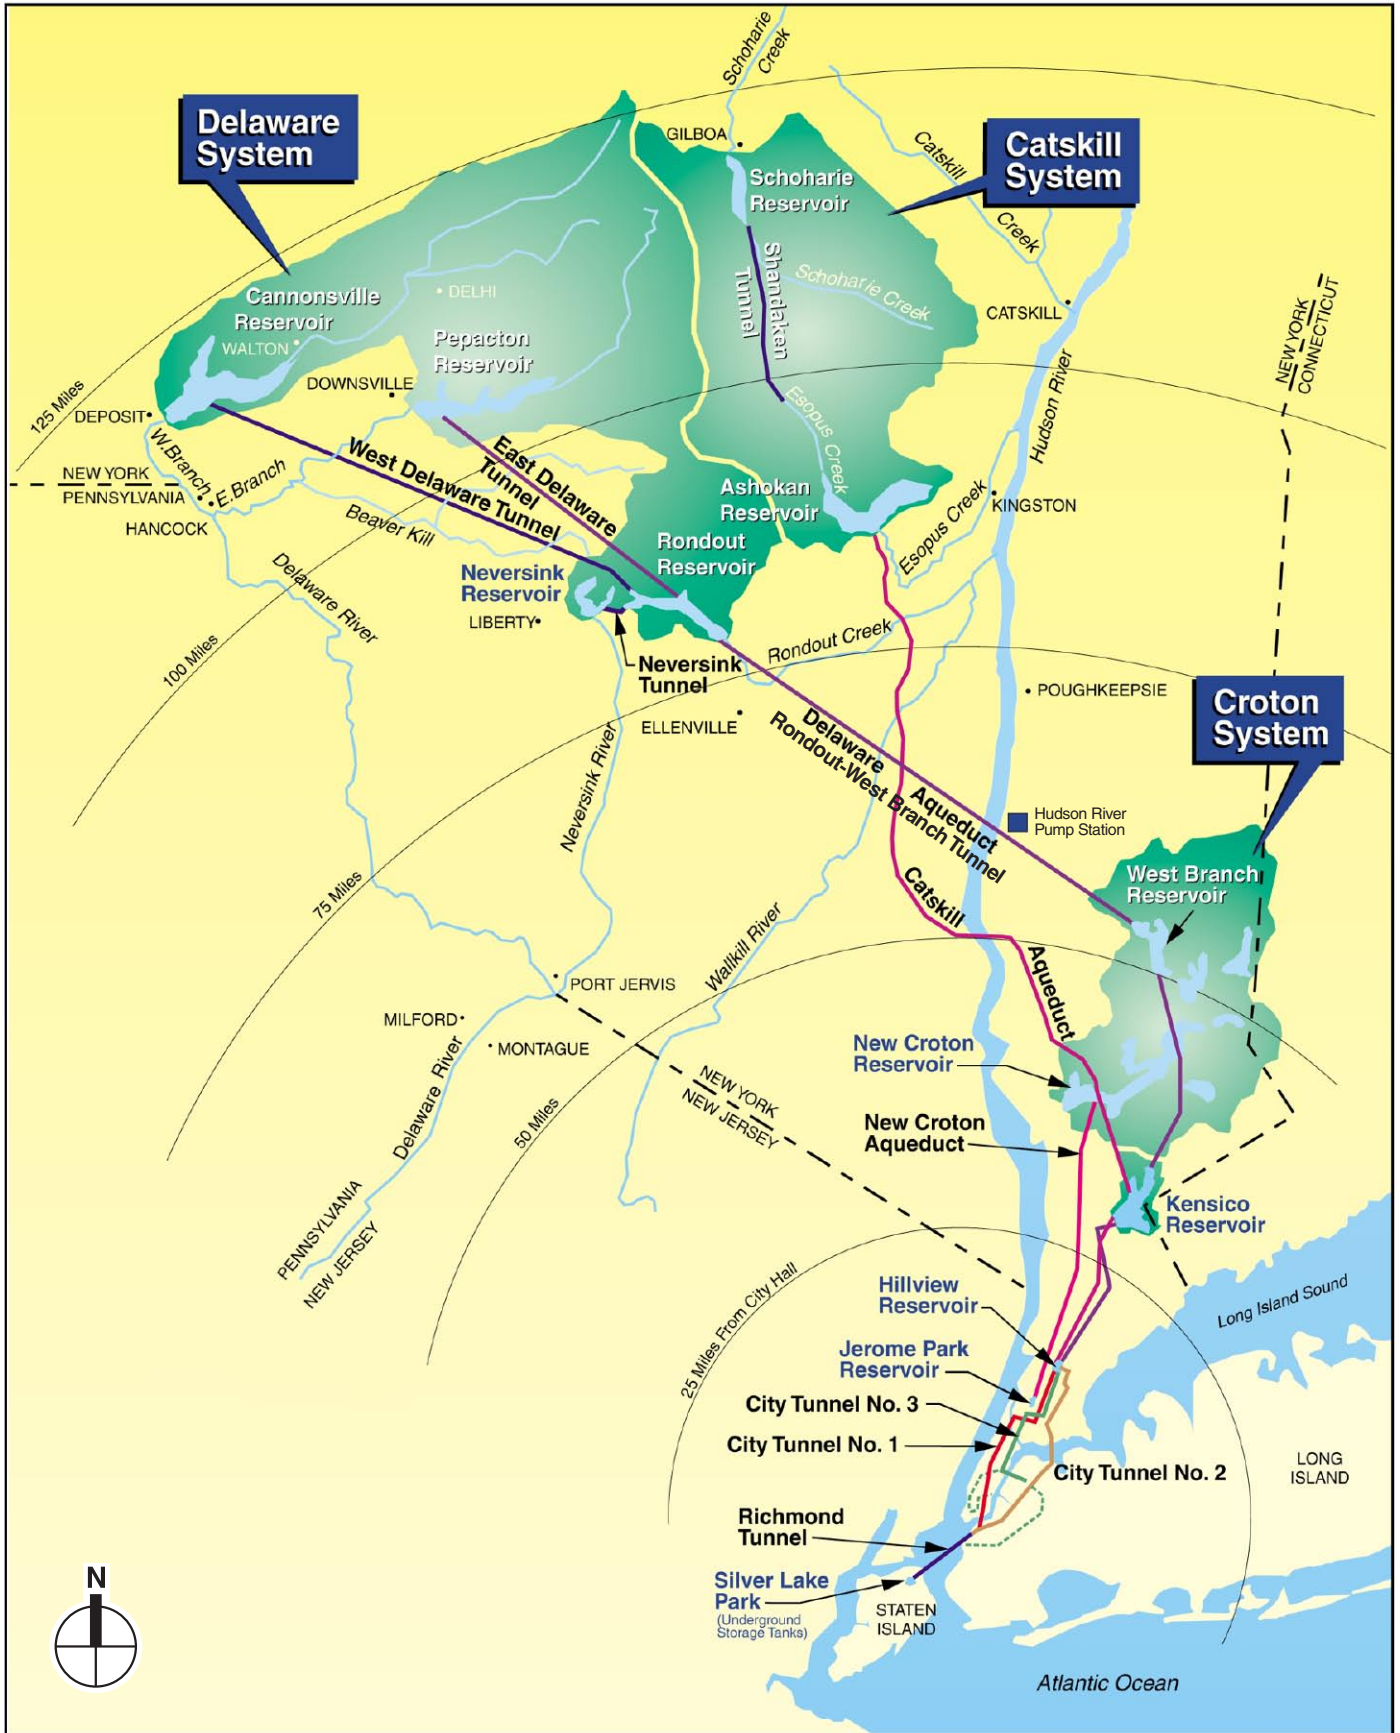 Schoharie
Creek
Delaware
System
GILBOA
Catskill
System
Catskill
Creek
Schoharie
Reservoir
Shandaken
Tunnel
Schoharie Creek
Cannonsville
Reservoir
DELHI
WALTON
Pepacton
Reservoir
CATSKILL
NEW YORK
CONNECTICUT
DOWNSVILLE
125 Miles
DEPOSIT
Hudson River
Esopus Creek
W.Branch
E.Branch
NEW YORK
PENNSYLVANIA
HANCOCK
West Delaware Tunnel
East Delaware
Tunnel
Beaver Kill
Ashokan
Reservoir
Esopus Creek
KINGSTON
Rondout
Reservoir
Neversink
Reservoir
LIBERTY
Delaware River
Rondout Creek
100 Miles
Neversink
Tunnel
POUGHKEEPSIE
Croton
System
ELLENVILLE
Delaware
Aqueduct
Rondout-West Branch Tunnel
Neversink River
Hudson River
Pump Station
75 Miles
Catskill
Aqueduct
West Branch
Reservoir
Wallkill River
PORT JERVIS
MILFORD
MONTAGUE
Delaware River
New Croton
Reservoir
NEW YORK
NEW JERSEY
50 Miles
New Croton
Aqueduct
PENNSYLVANIA
NEW JERSEY
Kensico
Reservoir
25 Miles From City Hall
Hillview
Reservoir
Long Island Sound
Jerome Park
Reservoir
City Tunnel No. 3
City Tunnel No. 1
City Tunnel No. 2
LONG
ISLAND
Richmond
Tunnel
Silver Lake
Park
(Underground
Storage Tanks)
STATEN
ISLAND
N
Atlantic Ocean